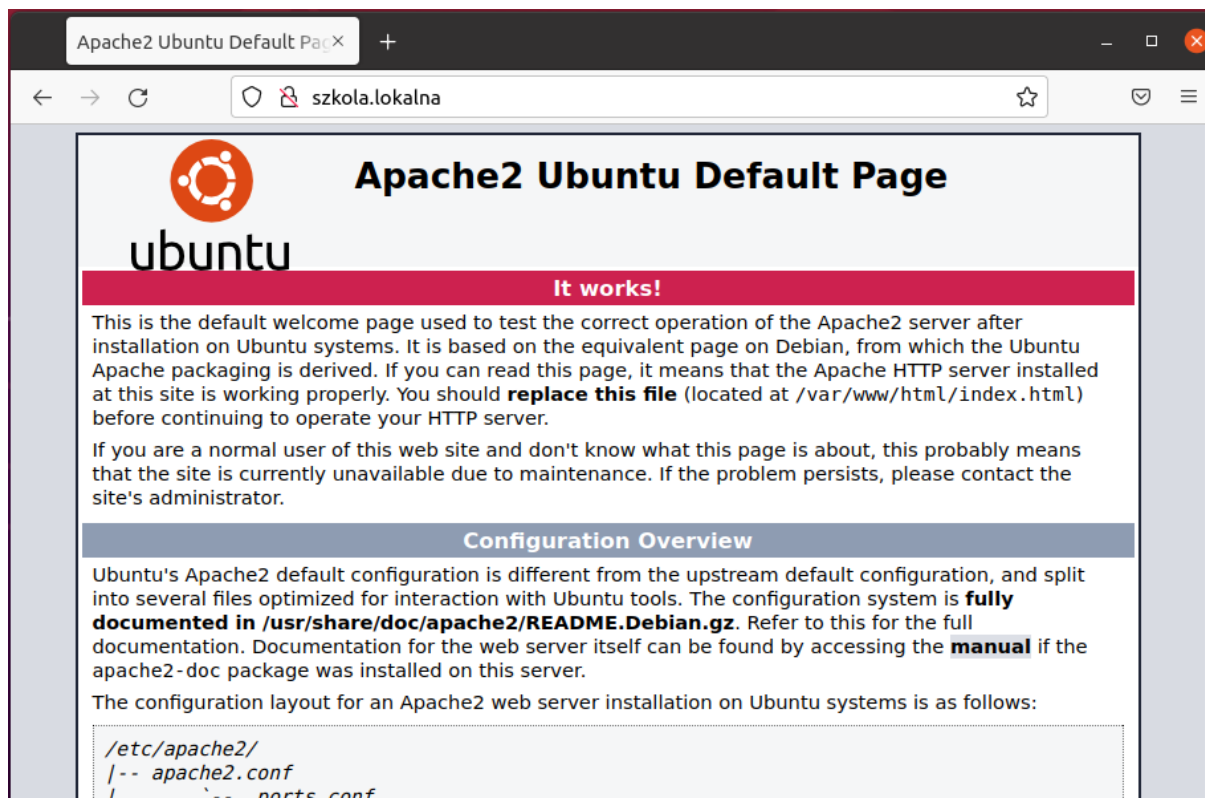 Apache2 Ubuntu Default Pag
szkola.lokalna
ubuntu
Apache2 Ubuntu Default Page
It works!
This is the default welcome page used to test the correct operation of the Apache2 server after
installation on Ubuntu systems. It is based on the equivalent page on Debian, from which the Ubuntu
Apache packaging is derived. If you can read this page, it means that the Apache HTTP server installed
at this site is working properly. You should replace this file (located at /var/www/html/index.html)
before continuing to operate your HTTP server.
If you are a normal user of this web site and don't know what this page is about, this probably means
that the site is currently unavailable due to maintenance. If the problem persists, please contact the
site's administrator.
Configuration Overview
Ubuntu's Apache2 default configuration is different from the upstream default configuration, and split
into several files optimized for interaction with Ubuntu tools. The configuration system is fully
documented in /usr/share/doc/apache2/README.Debian.gz. Refer to this for the full
documentation. Documentation for the web server itself can be found by accessing the manual if the
apache2-doc package was installed on this server.
The configuration layout for an Apache2 web server installation on Ubuntu systems is as follows:
/etc/apache2/
|-- apache2.conf
|       `-- ports.conf